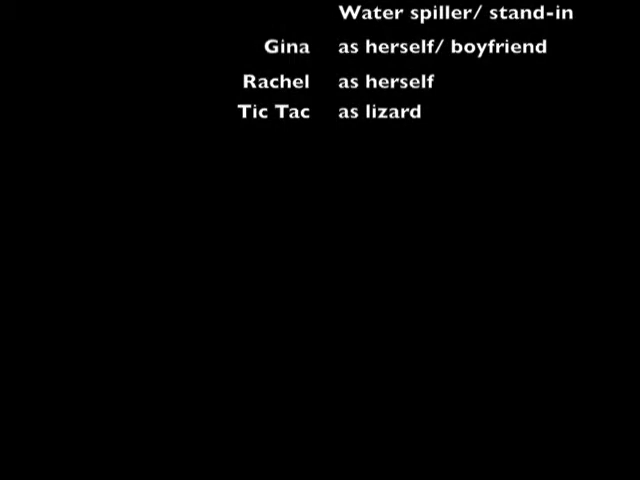 Water spiller/ stand-in
Gina as herself/ boyfriend
Rachel as herself
Tic Tac as lizard